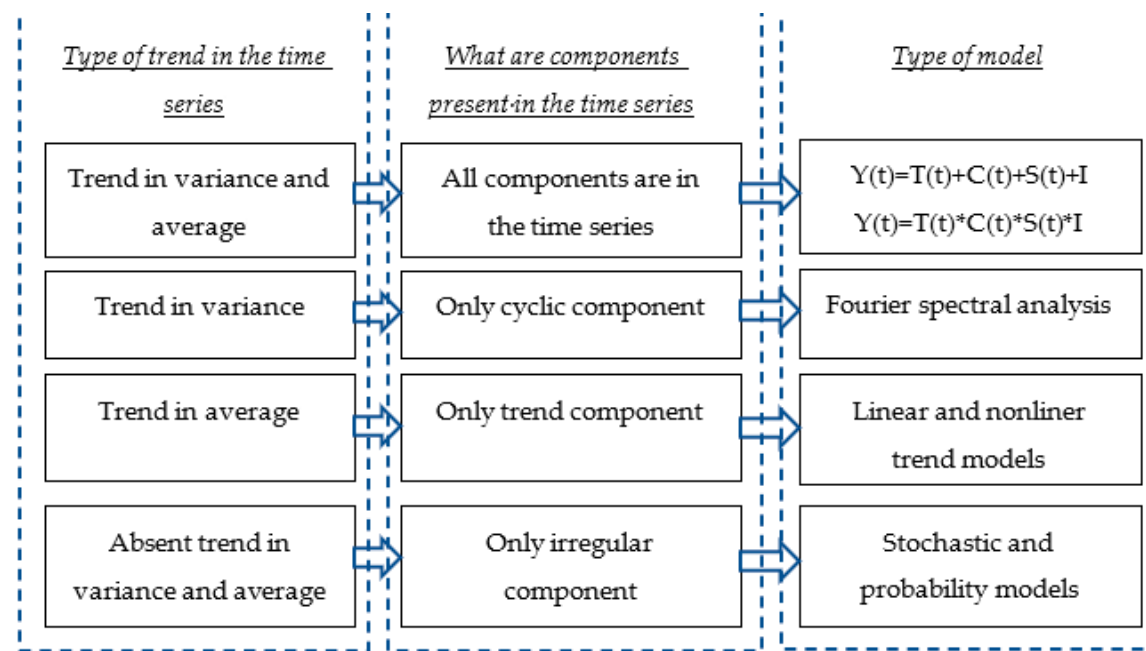 Type of trend in the time
series
What are components
present in the time series
Type of model
Trend in variance and
average
All components are in
the time series
Y(t)=T(t)+C(t)+S(t)+I
Y(t)=T(t)*C(t)*S(t)*I
Trend in variance
Only cyclic component
Fourier spectral analysis
Trend in average
Only trend component
Linear and nonliner
trend models
Absent trend in
variance and average
Only irregular
component
Stochastic and
probability models